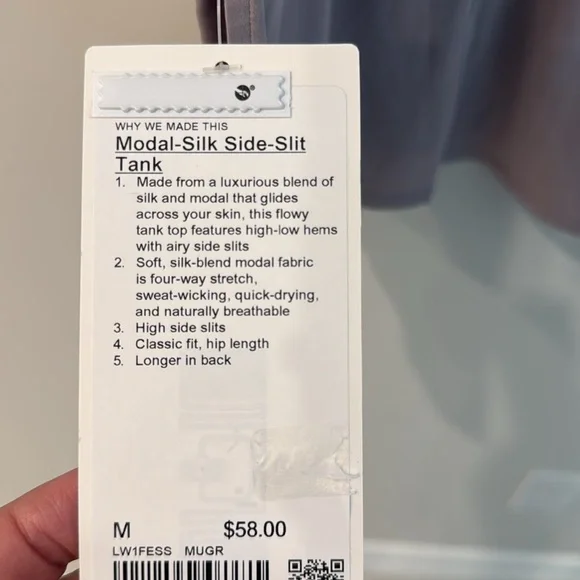 WHY WE MADE THIS
Modal-Silk Side-Slit
Tank
1. Made from a luxurious blend of
silk and modal that glides
across your skin, this flowy
tank top features high-low hems
with airy side slits
2. Soft, silk-blend modal fabric
is four-way stretch,
sweat-wicking, quick-drying,
and naturally breathable
3. High side slits
4. Classic fit, hip length
5. Longer in back
M $58.00
LW1FESS MUGR